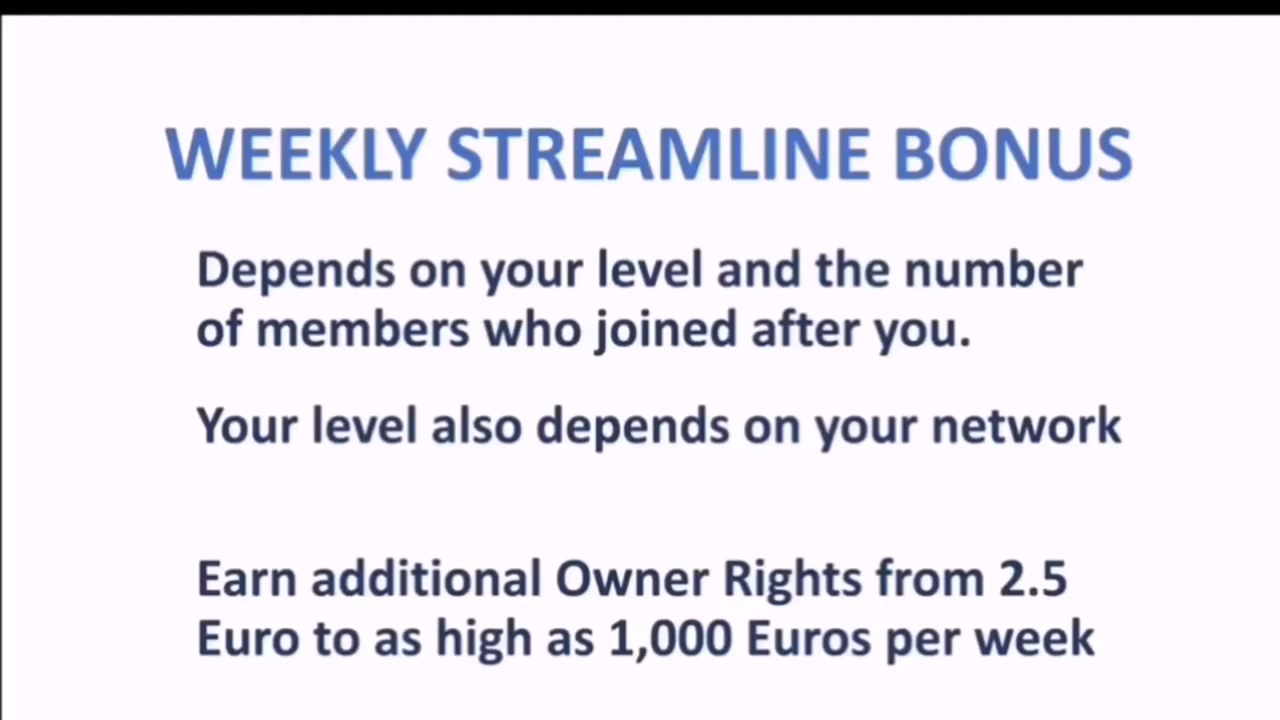 WEEKLY STREAMLINE BONUS
Depends on your level and the number
of members who joined after you.
Your level also depends on your network
Earn additional Owner Rights from 2.5
Euro to as high as 1,000 Euros per week